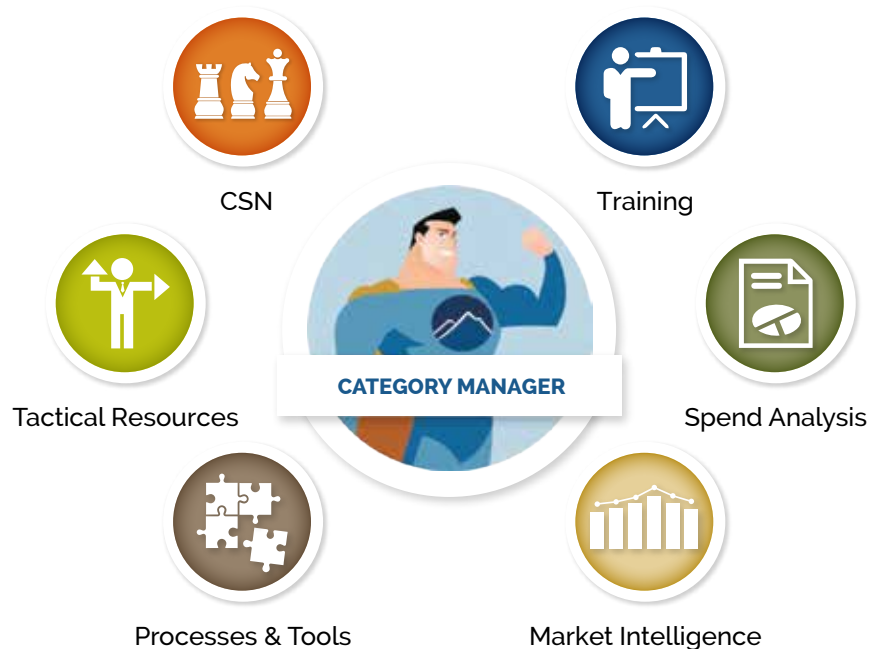 CSN
Training
CATEGORY MANAGER
Tactical Resources
Spend Analysis
Processes & Tools
Market Intelligence